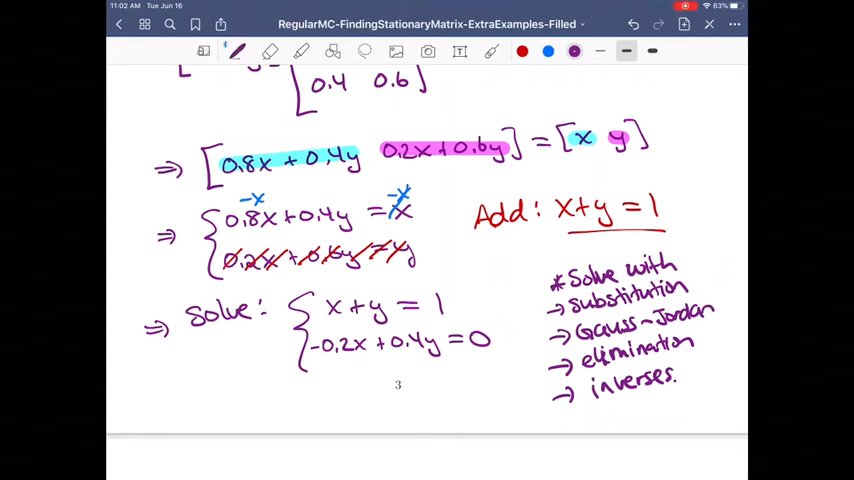 11:02 AM Tue Jun 16
63%
RegularMC-FindingStationaryMatrix-ExtraExamples-Filled
0.4 0.6
⇒ [0.8x + 0.4y 0.2x + 0.6y] = [x y]
-x -x
⇒ { 0.8x + 0.4y = x
0.2x + 0.6y = y
Add: x+y = 1
⇒ Solve: { x + y = 1
-0.2x + 0.4y = 0
*Solve with
→ substitution
→ Gauss-Jordan
→ elimination
→ inverses.
3